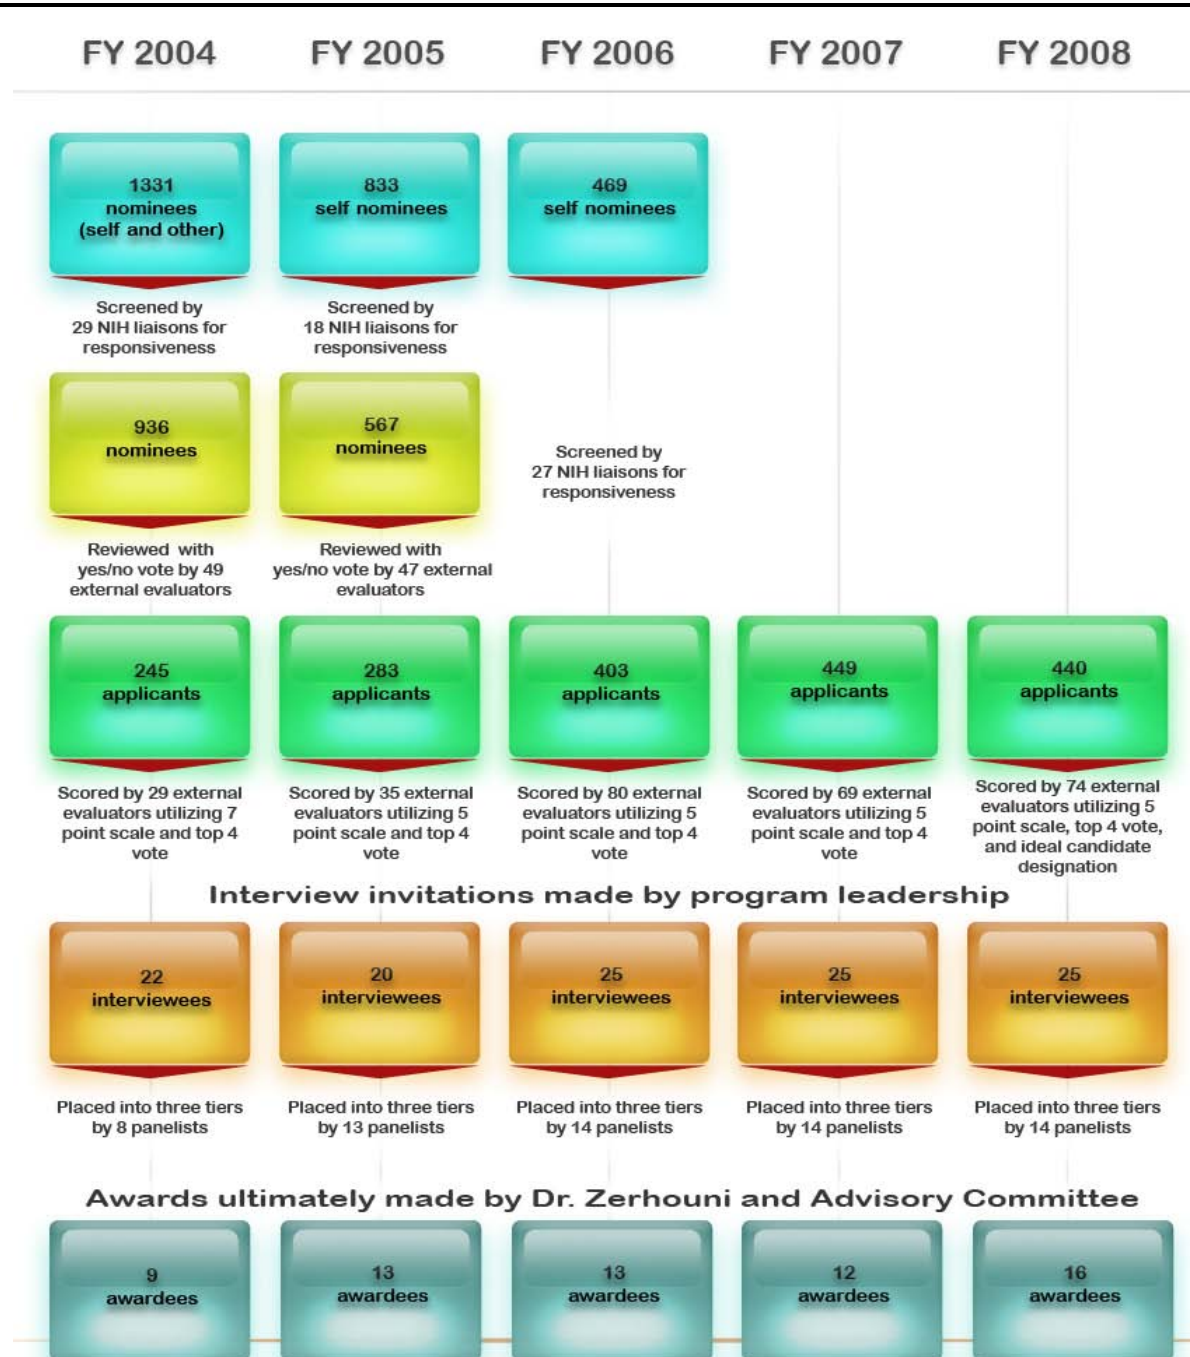 FY 2004 FY 2005 FY 2006 FY 2007 FY 2008
1331
nominees
(self and other)
833
self nominees
469
self nominees
Screened by
29 NIH liaisons for
responsiveness
Screened by
18 NIH liaisons for
responsiveness
936
nominees
567
nominees
Screened by
27 NIH liaisons for
responsiveness
Reviewed with
yes/no vote by 49
external evaluators
Reviewed with
yes/no vote by 47 external
evaluators
245
applicants
283
applicants
403
applicants
449
applicants
440
applicants
Scored by 29 external
evaluators utilizing 7
point scale and top 4
vote
Scored by 35 external
evaluators utilizing 5
point scale and top 4
vote
Scored by 80 external
evaluators utilizing 5
point scale and top 4
vote
Scored by 69 external
evaluators utilizing 5
point scale and top 4
vote
Scored by 74 external
evaluators utilizing 5
point scale, top 4 vote,
and ideal candidate
designation
Interview invitations made by program leadership
22
interviewees
20
interviewees
25
interviewees
25
interviewees
25
interviewees
Placed into three tiers
by 8 panelists
Placed into three tiers
by 13 panelists
Placed into three tiers
by 14 panelists
Placed into three tiers
by 14 panelists
Placed into three tiers
by 14 panelists
Awards ultimately made by Dr. Zerhouni and Advisory Committee
9
awardees
13
awardees
13
awardees
12
awardees
16
awardees